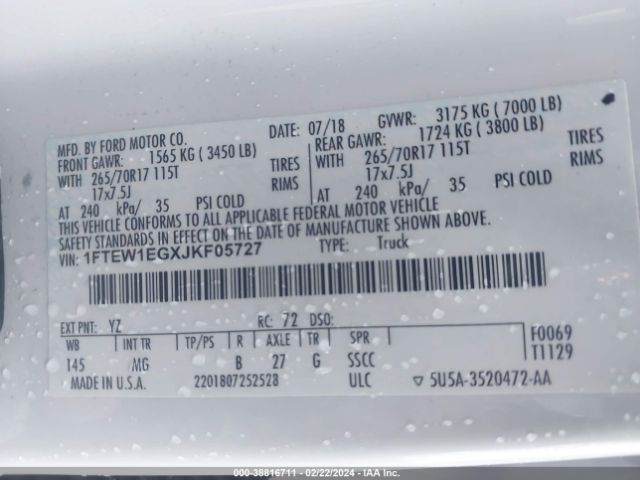 MFD. BY FORD MOTOR CO. DATE: 07/18 GVWR: 3175 KG ( 7000 LB)
FRONT GAWR: 1565 KG ( 3450 LB) REAR GAWR: 1724 KG ( 3800 LB)
WITH 265/70R17 115T TIRES WITH 265/70R17 115T TIRES
17x7.5J RIMS 17x7.5J RIMS
AT 240 kPa/ 35 PSI COLD AT 240 kPa/ 35 PSI COLD
THIS VEHICLE CONFORMS TO ALL APPLICABLE FEDERAL MOTOR VEHICLE
SAFETY STANDARDS IN EFFECT ON THE DATE OF MANUFACTURE SHOWN ABOVE.
VIN: 1FTEW1EGXJKF05727 TYPE: Truck
EXT PNT: YZ RC: 72 DSO: F0069
WB INT TR TP/PS R AXLE TR SPR T1129
145 MG B 27 G SSCC
MADE IN U.S.A. 2201807252528 ULC ▽ 5U5A-3520472-AA
000-38816711 - 02/22/2024 - IAA Inc.